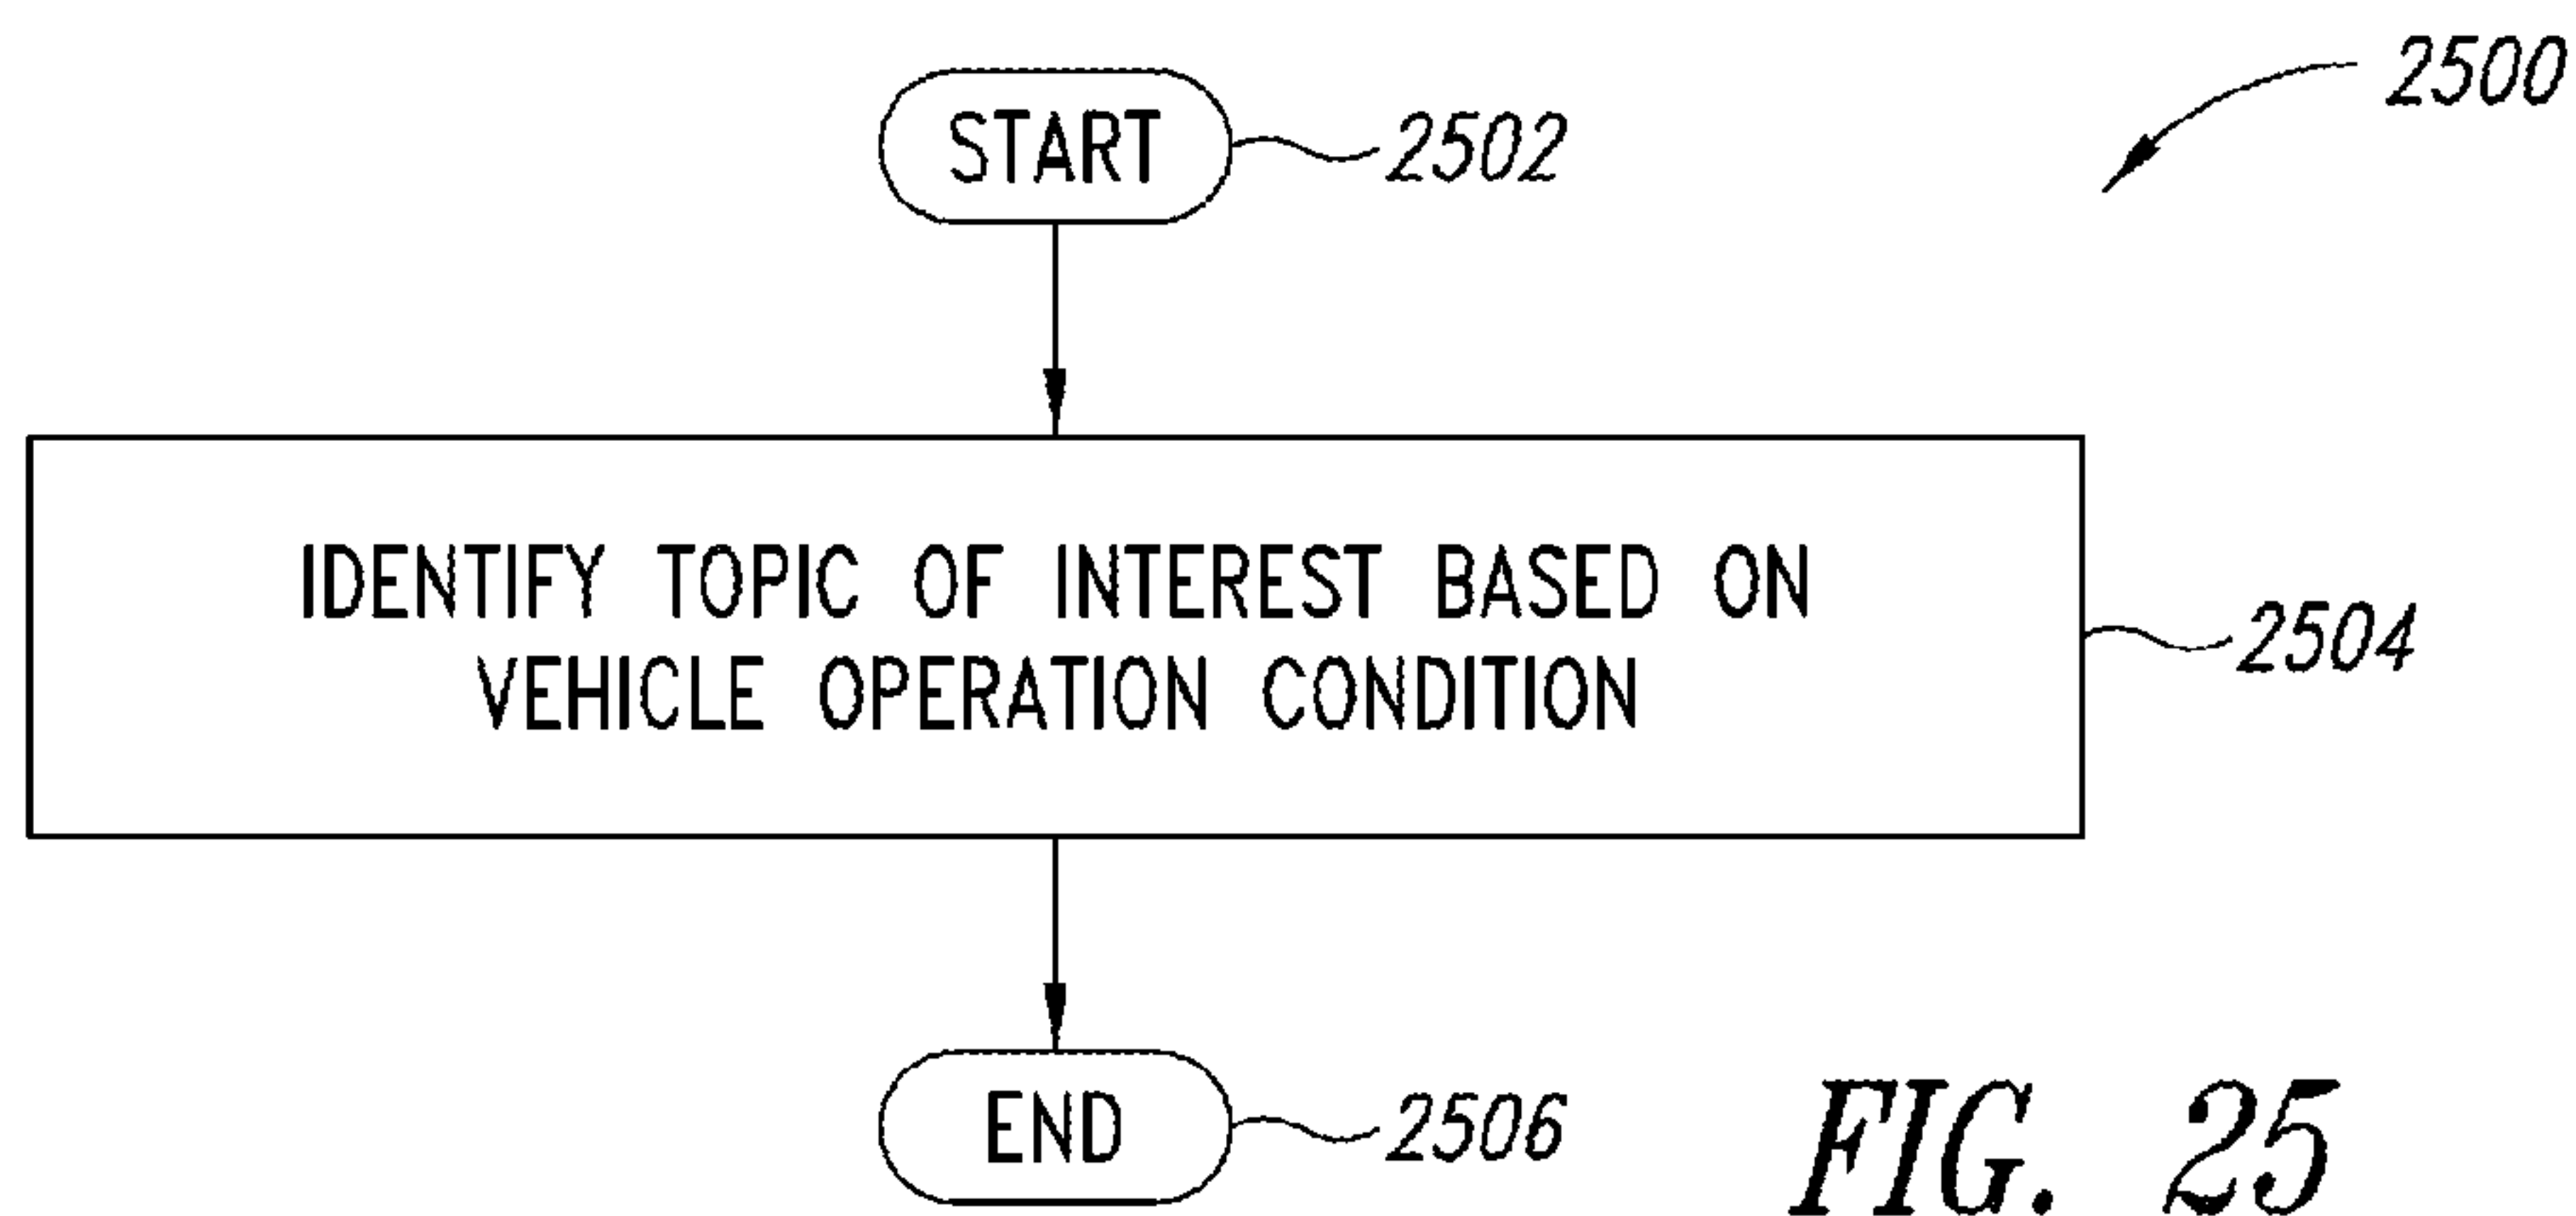 2500
START
2502
IDENTIFY TOPIC OF INTEREST BASED ON
VEHICLE OPERATION CONDITION
2504
END
2506
FIG. 25